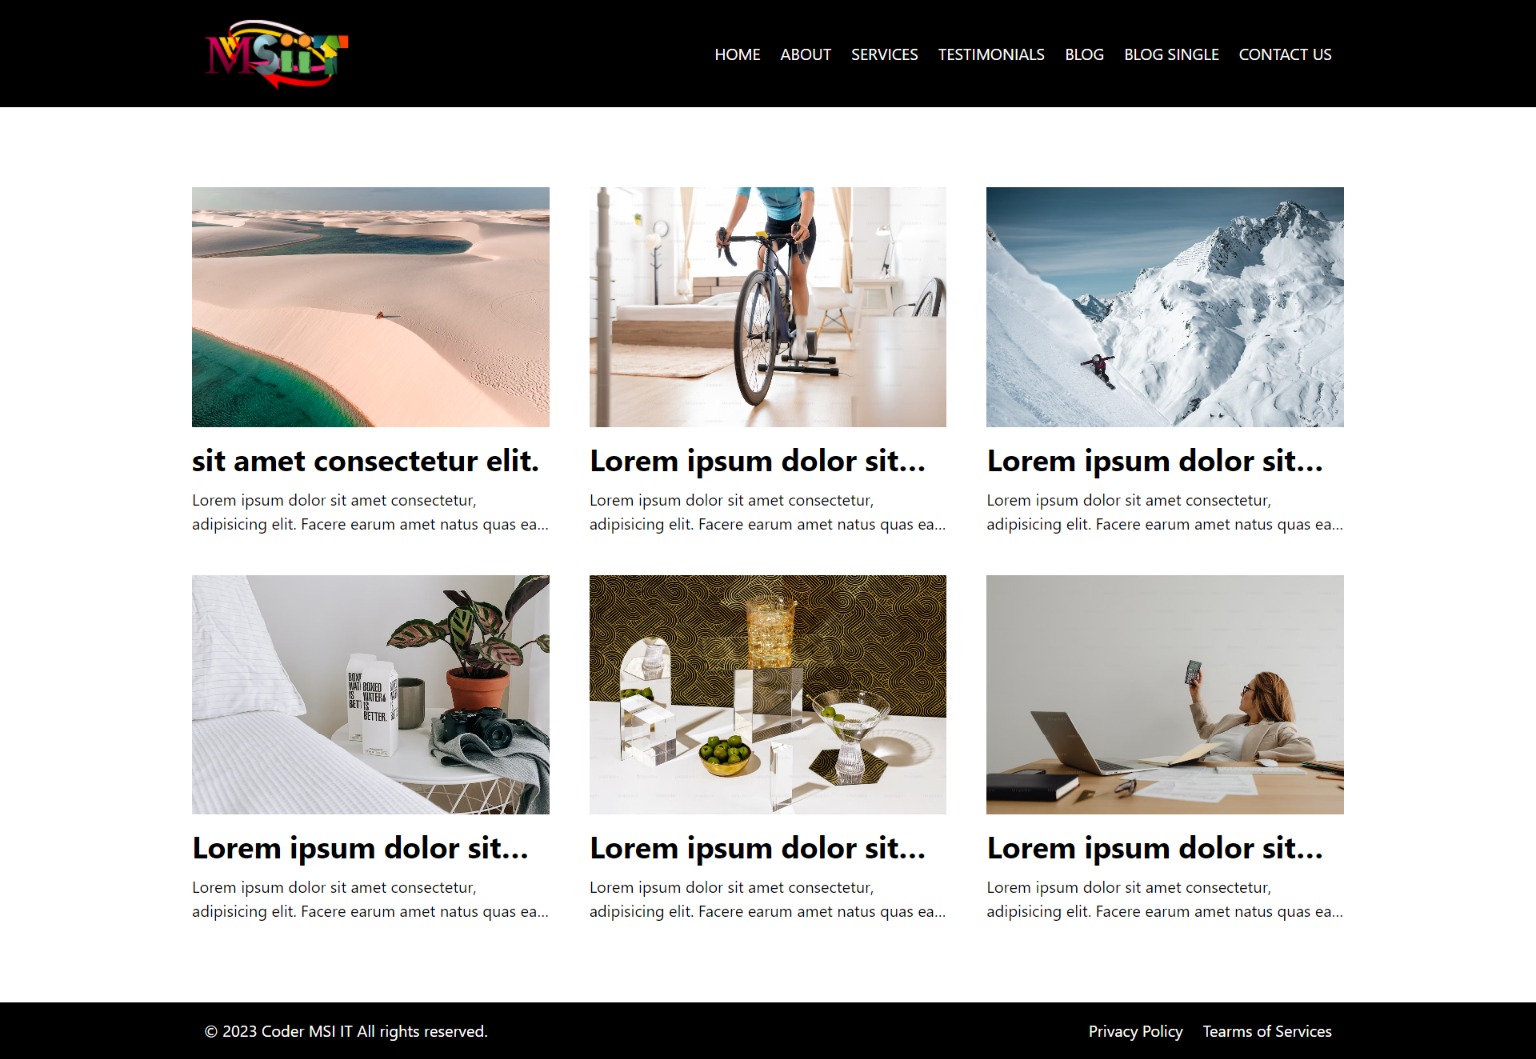 MSiiT
HOME ABOUT SERVICES TESTIMONIALS BLOG BLOG SINGLE CONTACT US
sit amet consectetur elit.
Lorem ipsum dolor sit amet consectetur,
adipisicing elit. Facere earum amet natus quas ea...
Lorem ipsum dolor sit...
Lorem ipsum dolor sit amet consectetur,
adipisicing elit. Facere earum amet natus quas ea...
Lorem ipsum dolor sit...
Lorem ipsum dolor sit amet consectetur,
adipisicing elit. Facere earum amet natus quas ea...
BOXED
WATER
IS
BETTER.
Lorem ipsum dolor sit...
Lorem ipsum dolor sit amet consectetur,
adipisicing elit. Facere earum amet natus quas ea...
Lorem ipsum dolor sit...
Lorem ipsum dolor sit amet consectetur,
adipisicing elit. Facere earum amet natus quas ea...
Lorem ipsum dolor sit...
Lorem ipsum dolor sit amet consectetur,
adipisicing elit. Facere earum amet natus quas ea...
© 2023 Coder MSI IT All rights reserved.
Privacy Policy Tearms of Services